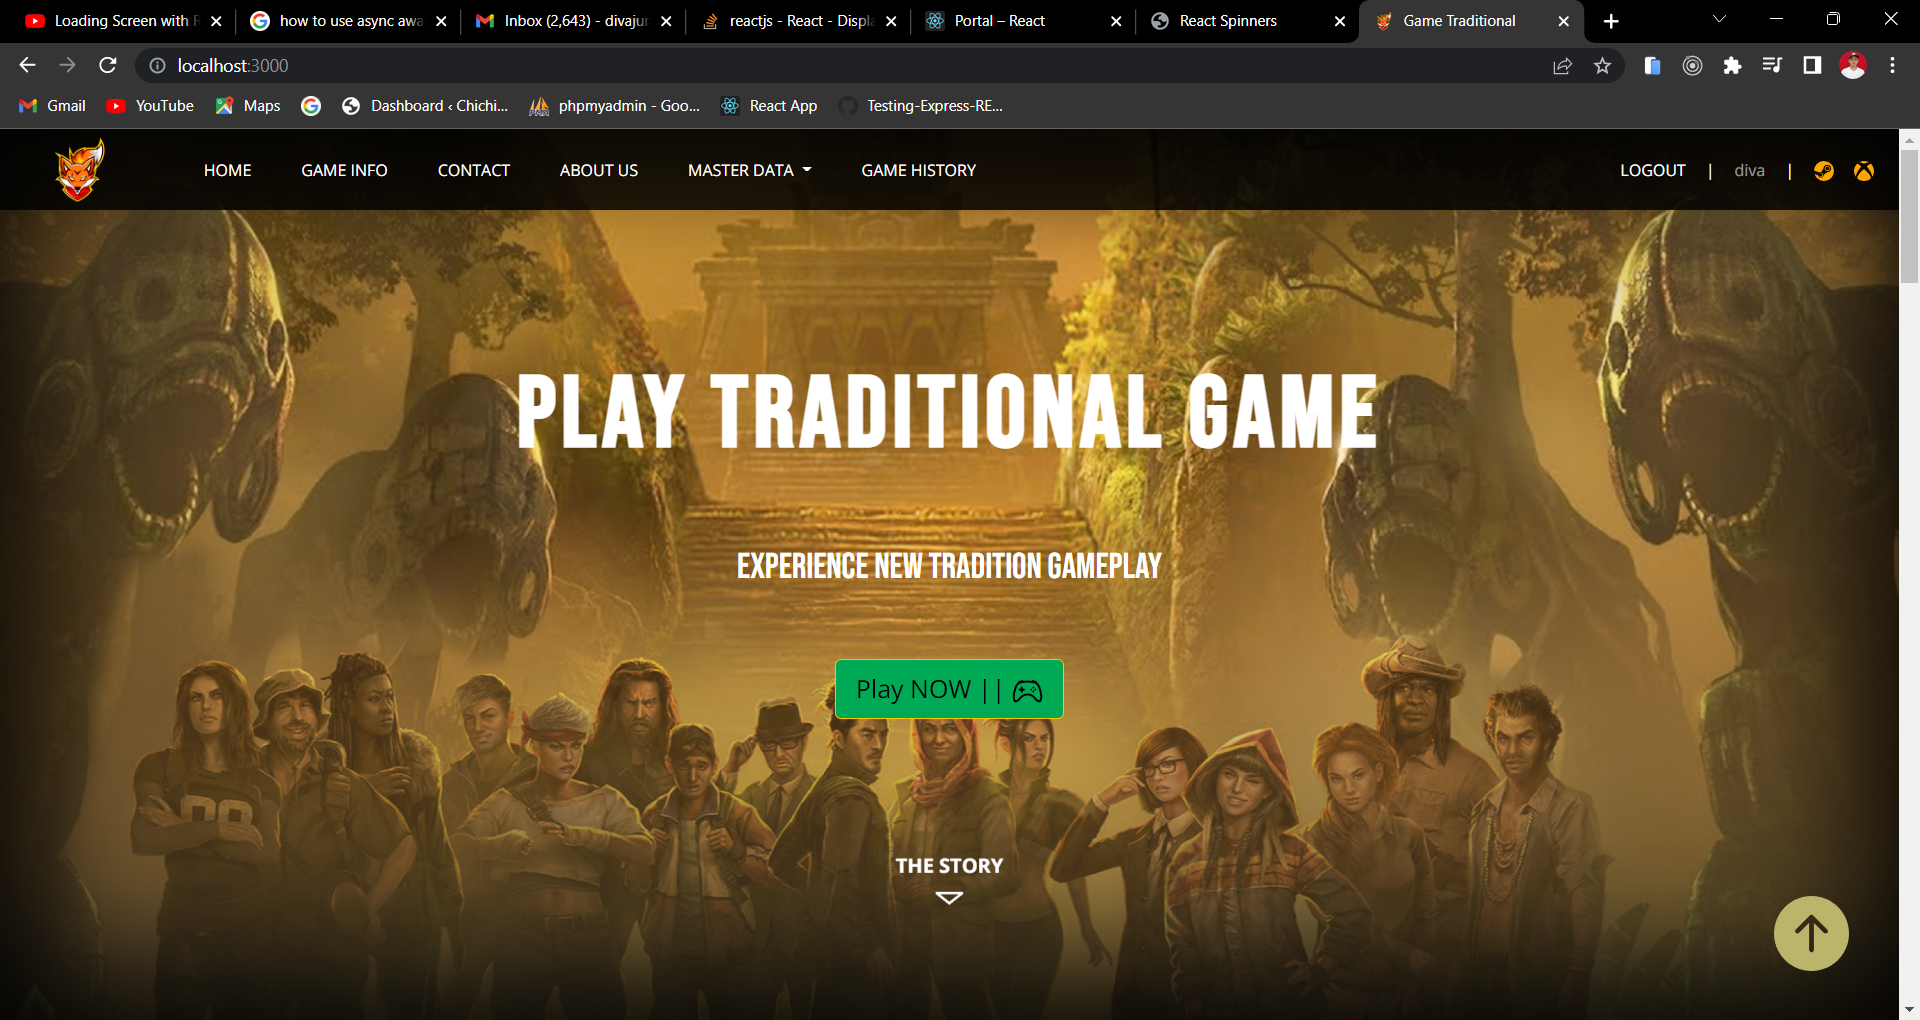 Loading Screen with
how to use async awa
Inbox (2,643) - divajur
reactjs - React - Displa
Portal – React
React Spinners
Game Traditional
localhost:3000
Gmail
YouTube
Maps
Dashboard ‹ Chichi...
phpmyadmin - Goo...
React App
Testing-Express-RE...
HOME
GAME INFO
CONTACT
ABOUT US
MASTER DATA
GAME HISTORY
LOGOUT | diva |
PLAY TRADITIONAL GAME
EXPERIENCE NEW TRADITION GAMEPLAY
Play NOW ||
THE STORY